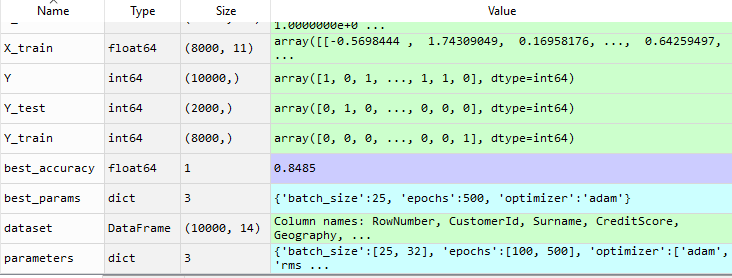 Name Type Size Value
1.0000000e+0 ...
X_train float64 (8000, 11) array([[-0.5698444 , 1.74309049, 0.16958176, ..., 0.64259497,
...
Y int64 (10000,) array([1, 0, 1, ..., 1, 1, 0], dtype=int64)
Y_test int64 (2000,) array([0, 1, 0, ..., 0, 0, 0], dtype=int64)
Y_train int64 (8000,) array([0, 0, 0, ..., 0, 0, 1], dtype=int64)
best_accuracy float64 1 0.8485
best_params dict 3 {'batch_size':25, 'epochs':500, 'optimizer':'adam'}
dataset DataFrame (10000, 14) Column names: RowNumber, CustomerId, Surname, CreditScore,
Geography, ...
parameters dict 3 {'batch_size':[25, 32], 'epochs':[100, 500], 'optimizer':['adam',
'rms ...